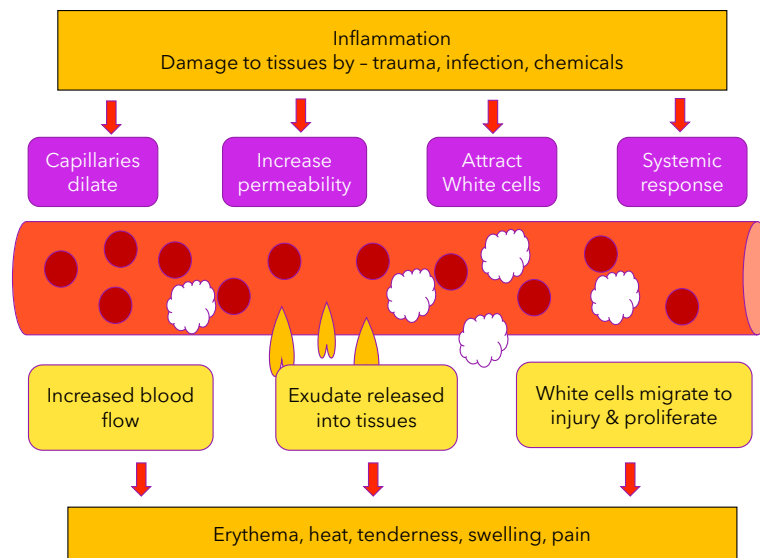 Inflammation
Damage to tissues by – trauma, infection, chemicals
Capillaries
dilate
Increase
permeability
Attract
White cells
Systemic
response
Increased blood
flow
Exudate released
into tissues
White cells migrate to
injury & proliferate
Erythema, heat, tenderness, swelling, pain